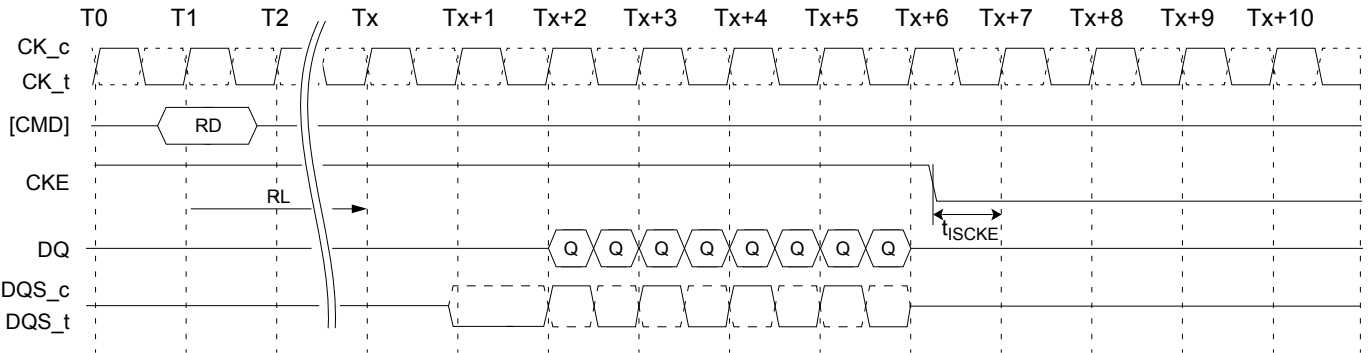 T0 T1 T2 Tx Tx+1 Tx+2 Tx+3 Tx+4 Tx+5 Tx+6 Tx+7 Tx+8 Tx+9 Tx+10
CK_c
CK_t
[CMD] RD
CKE
RL
tISCKE
DQ Q Q Q Q Q Q Q Q
DQS_c
DQS_t